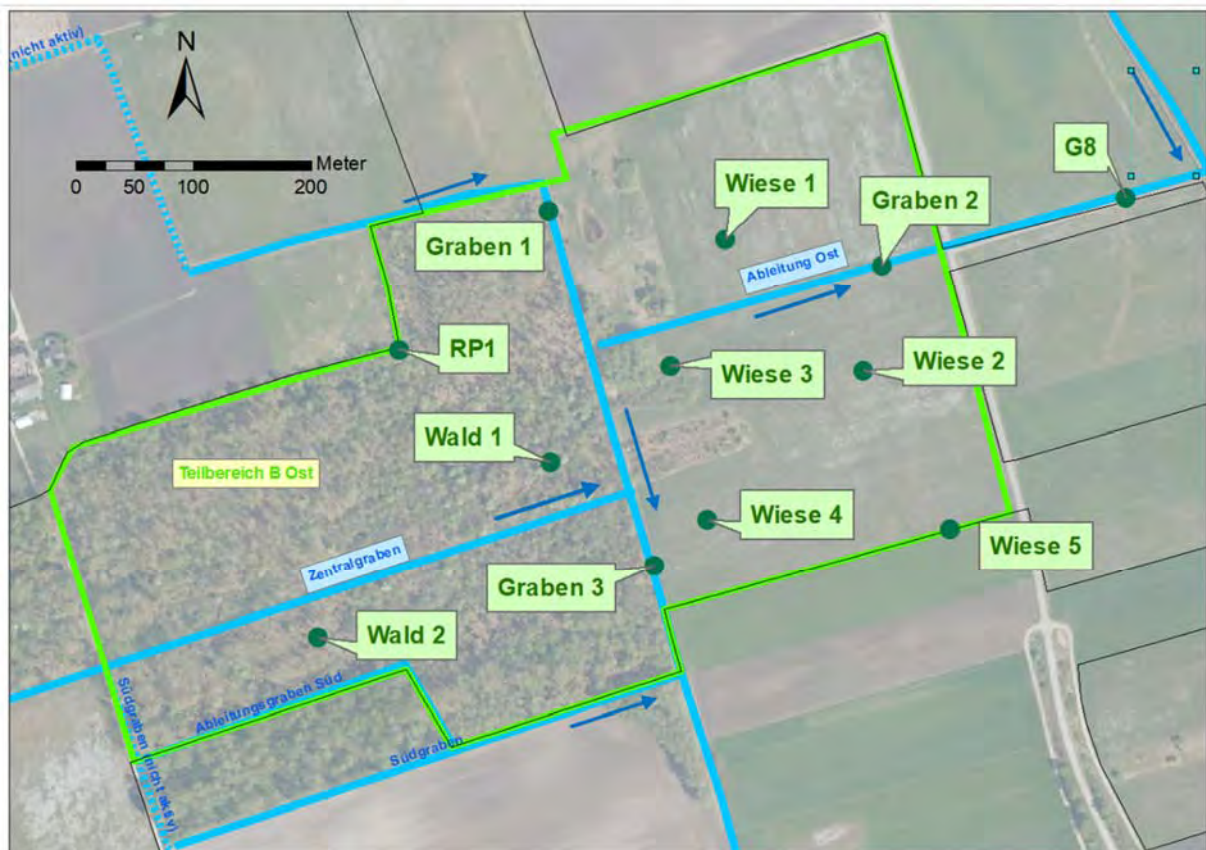 (nicht aktiv)
N
Meter
0 50 100 200
G8
Wiese 1
Graben 2
Graben 1
Ableitung Ost
RP1
Wiese 3
Wiese 2
Wald 1
Teilbereich B Ost
Wiese 4
Wiese 5
Zentralgraben
Graben 3
Wald 2
Ableitungsgraben Süd
Südgraben (nicht aktiv)
Südgraben